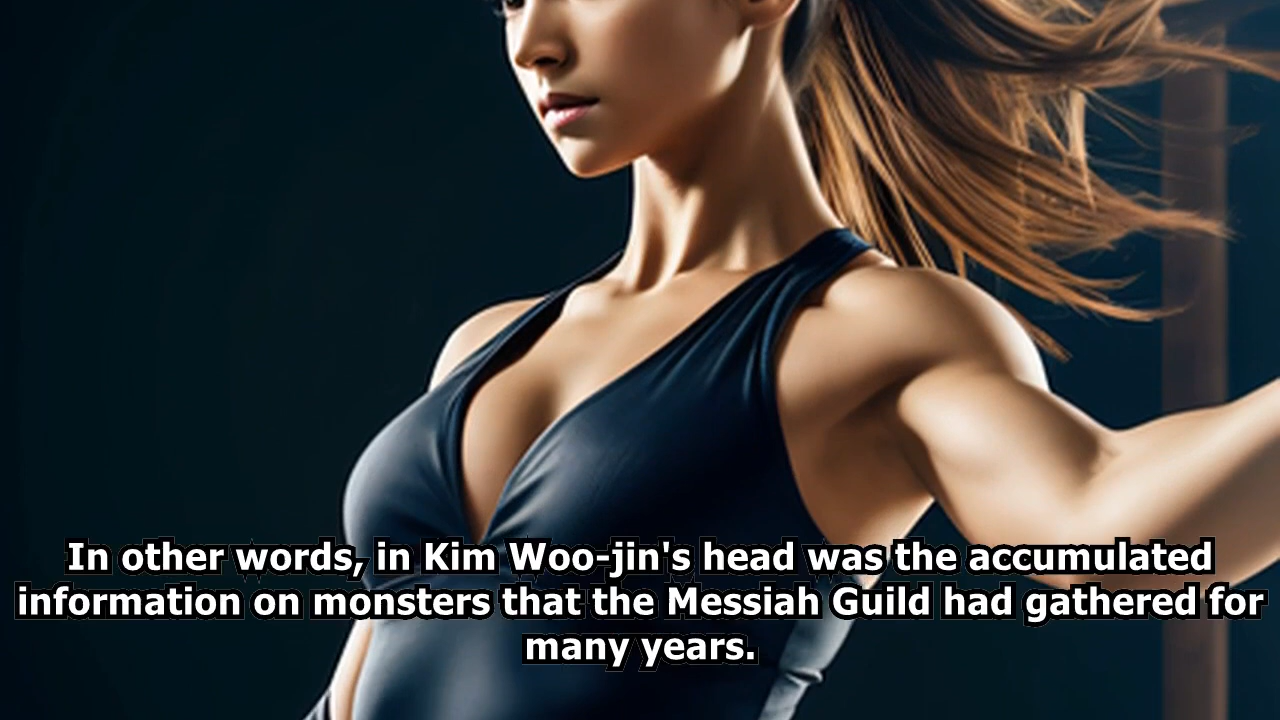 In other words, in Kim Woo-jin's head was the accumulated
information on monsters that the Messiah Guild had gathered for
many years.